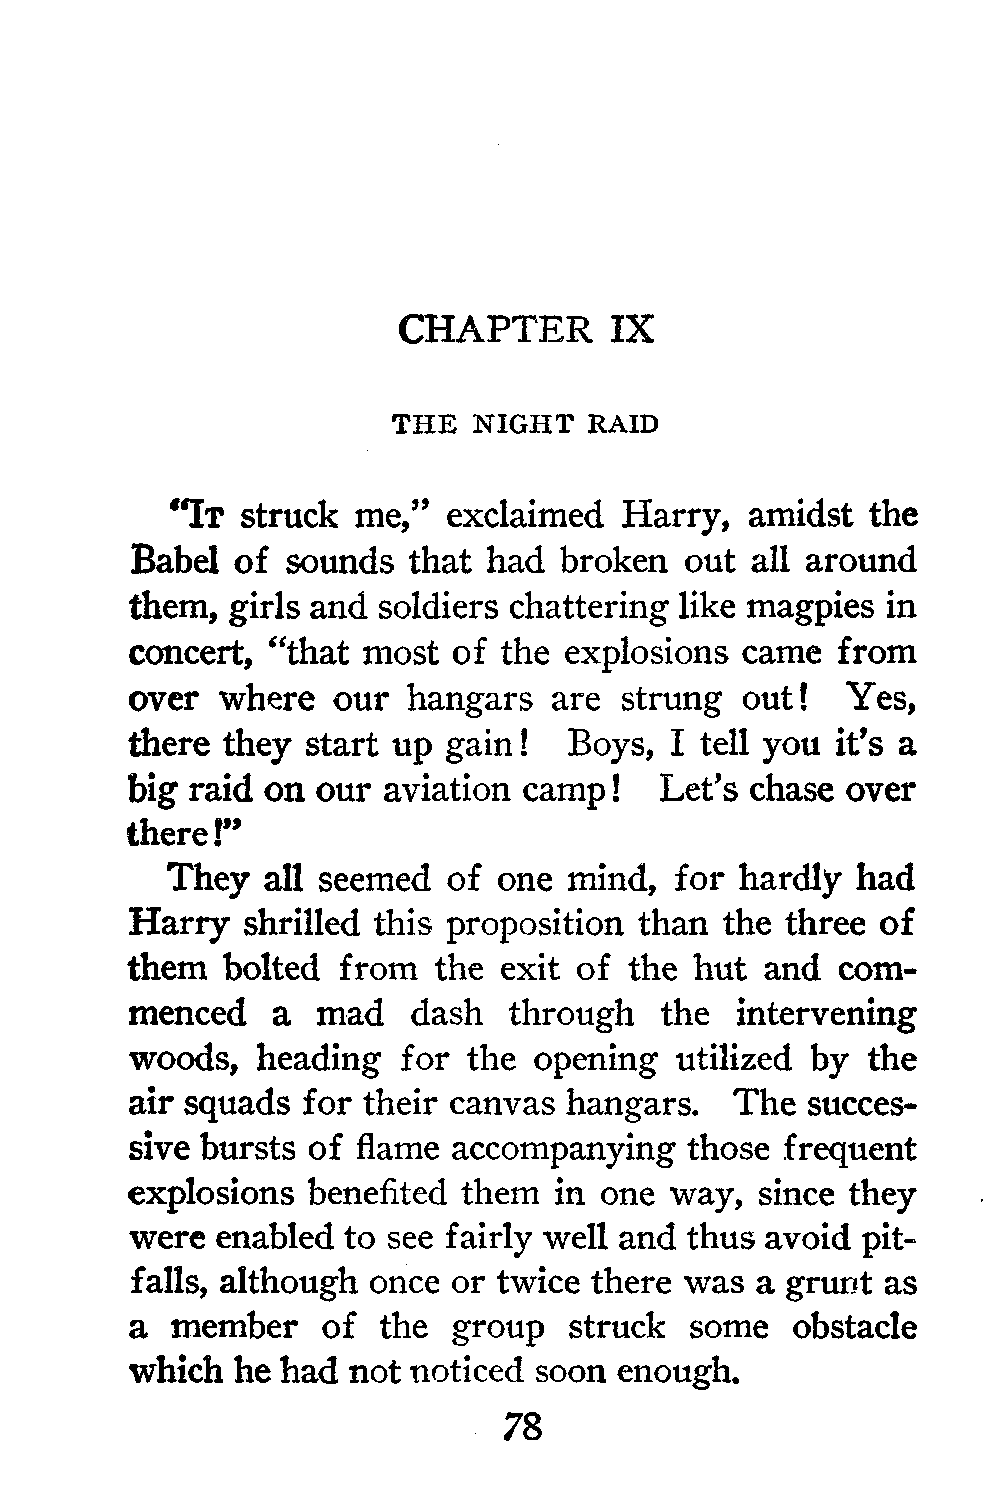 CHAPTER IX
THE NIGHT RAID
“IT struck me,” exclaimed Harry, amidst the
Babel of sounds that had broken out all around
them, girls and soldiers chattering like magpies in
concert, “that most of the explosions came from
over where our hangars are strung out! Yes,
there they start up gain! Boys, I tell you it’s a
big raid on our aviation camp! Let’s chase over
there!”
They all seemed of one mind, for hardly had
Harry shrilled this proposition than the three of
them bolted from the exit of the hut and com-
menced a mad dash through the intervening
woods, heading for the opening utilized by the
air squads for their canvas hangars. The succes-
sive bursts of flame accompanying those frequent
explosions benefited them in one way, since they
were enabled to see fairly well and thus avoid pit-
falls, although once or twice there was a grunt as
a member of the group struck some obstacle
which he had not noticed soon enough.
78